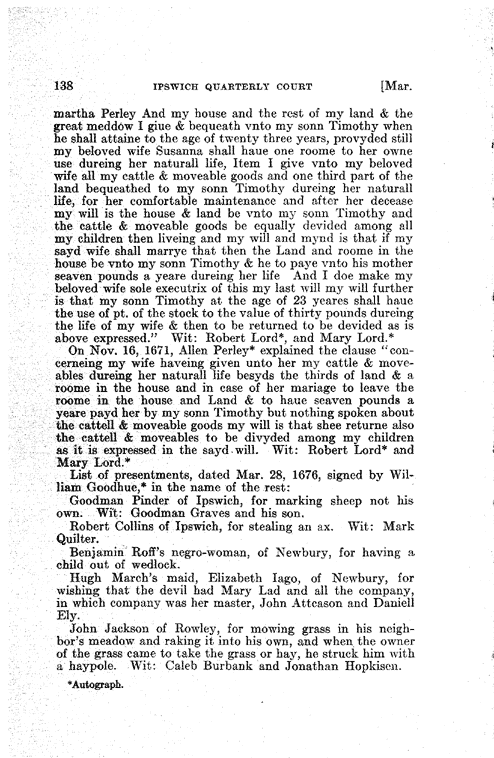 138 IPSWICH QUARTERLY COURT [Mar.
martha Perley And my house and the rest of my land & the
great meddow I giue & bequeath vnto my sonn Timothy when
he shall attaine to the age of twenty three years, provyded still
my beloved wife Susanna shall haue one roome to her owne
use dureing her naturall life, Item I give vnto my beloved
wife all my cattle & moveable goods and one third part of the
land bequeathed to my sonn Timothy dureing her naturall
life, for her comfortable maintenance and after her decease
my will is the house & land be vnto my sonn Timothy and
the cattle & moveable goods be equally devided among all
my children then liveing and my will and mynd is that if my
sayd wife shall marrye that then the Land and roome in the
house be vnto my sonn Timothy & he to paye vnto his mother
seaven pounds a yeare dureing her life And I doe make my
beloved wife sole executrix of this my last will my will further
is that my sonn Timothy at the age of 23 yeares shall haue
the use of pt. of the stock to the value of thirty pounds dureing
the life of my wife & then to be returned to be devided as is
above expressed." Wit: Robert Lord*, and Mary Lord.*
On Nov. 16, 1671, Allen Perley* explained the clause "con-
cerneing my wife haveing given unto her my cattle & move-
ables dureing her natural life besyds the thirds of land & a
roome in the house and in case of her mariage to leave the
roome in the house and Land & to haue seaven pounds a
yeare payd her by my sonn Timothy but nothing spoken about
the cattell & moveable goods my will is that shee returne also
the cattell & moveables to be divyded among my children
as it is expressed in the sayd will. Wit: Robert Lord* and
Mary Lord.*
List of presentments, dated Mar. 28, 1676, signed by Wil-
liam Goodhue,* in the name of the rest:
Goodman Pinder of Ipswich, for marking sheep not his
own. Wit: Goodman Graves and his son.
Robert Collins of Ipswich, for stealing an ax. Wit: Mark
Quilter.
Benjamin Roff's negro-woman, of Newbury, for having a
child out of wedlock.
Hugh March's maid, Elizabeth Iago, of Newbury, for
wishing that the devil had Mary Lad and all the company,
in which company was her master, John Atteason and Daniell
Ely.
John Jackson of Rowley, for mowing grass in his neigh-
bor's meadow and raking it into his own, and when the owner
of the grass came to take the grass or hay, he struck him with
a haypole. Wit: Caleb Burbank and Jonathan Hopkisen.
*Autograph.